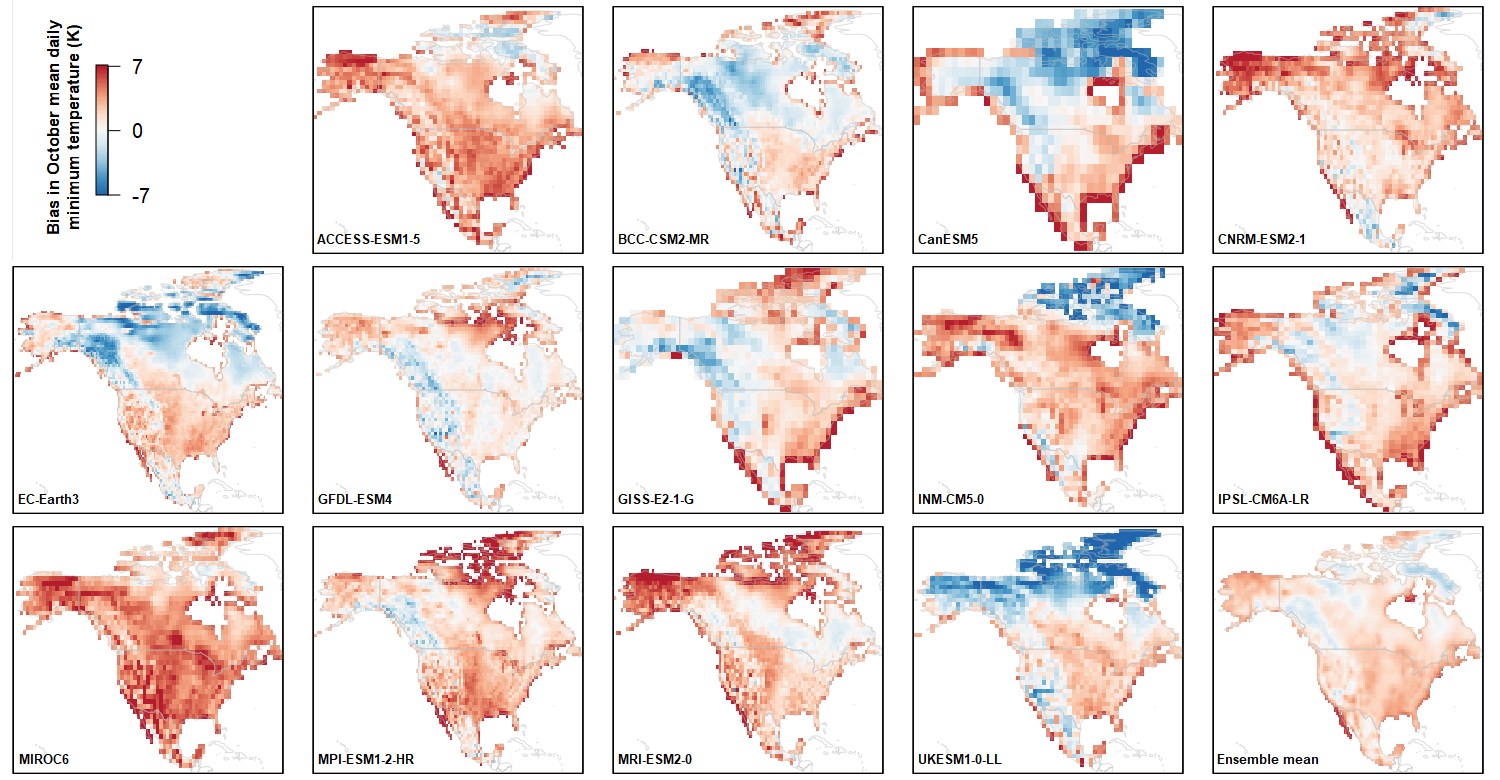 Bias in October mean daily
minimum temperature (K)
7
0
-7
ACCESS-ESM1-5
BCC-CSM2-MR
CanESM5
CNRM-ESM2-1
EC-Earth3
GFDL-ESM4
GISS-E2-1-G
INM-CM5-0
IPSL-CM6A-LR
MIROC6
MPI-ESM1-2-HR
MRI-ESM2-0
UKESM1-0-LL
Ensemble mean